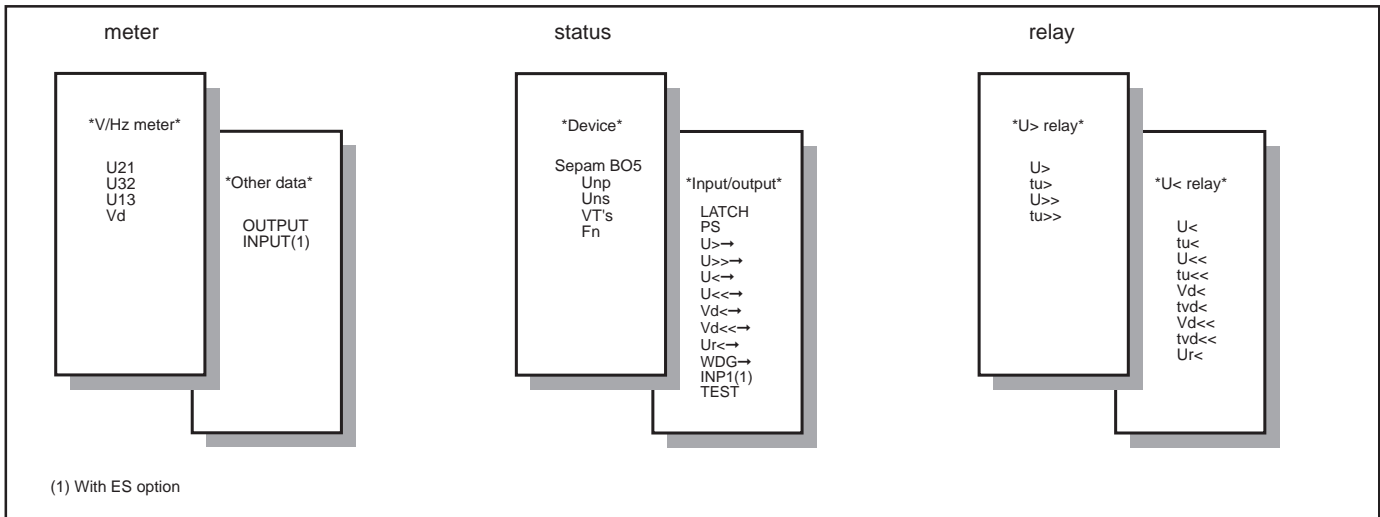 meter
*V/Hz meter*
U21
U32
U13
Vd
*Other data*
OUTPUT
INPUT(1)
status
*Device*
Sepam BO5
Unp
Uns
VT's
Fn
*Input/output*
LATCH
PS
U>→
U>>→
U<→
U<<→
Vd<→
Vd<<→
Ur<→
WDG→
INP1(1)
TEST
relay
*U> relay*
U>
tu>
U>>
tu>>
*U< relay*
U<
tu<
U<<
tu<<
Vd<
tvd<
Vd<<
tvd<<
Ur<
(1) With ES option